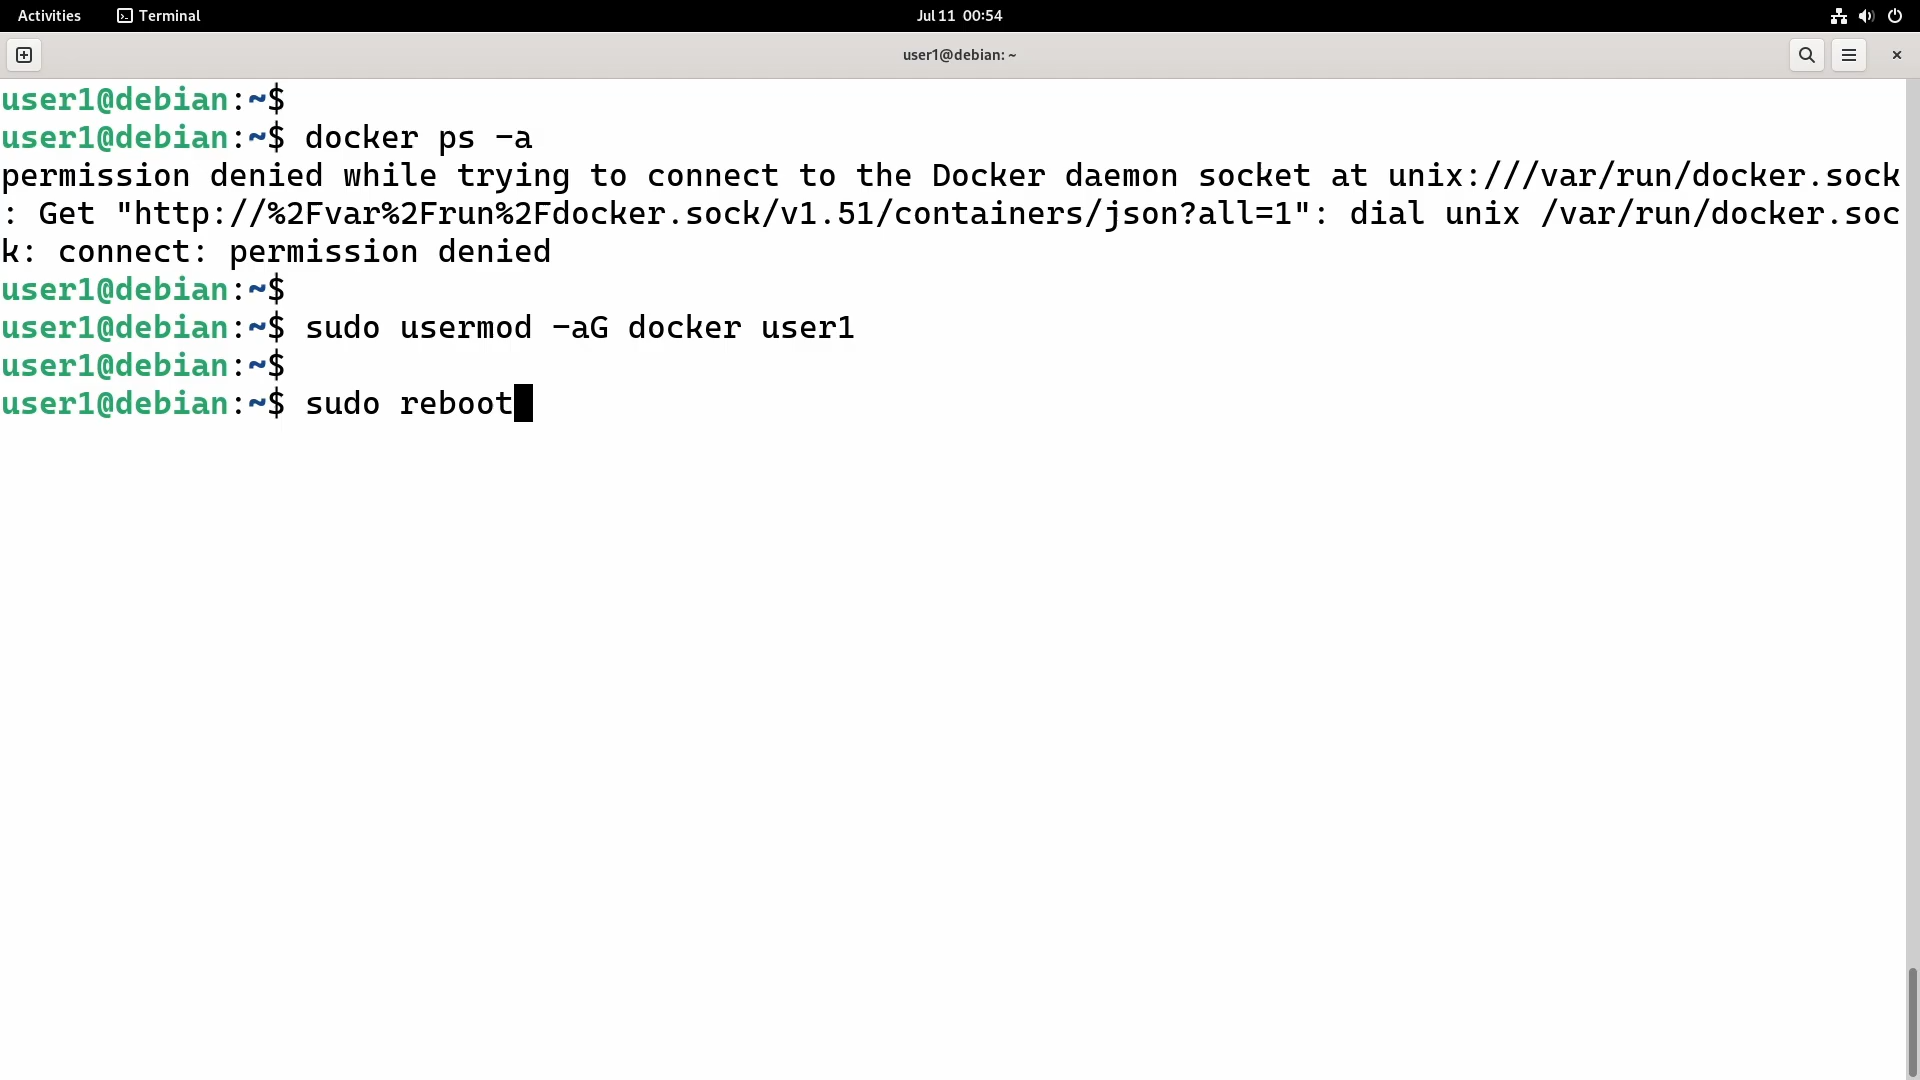 Activities
Terminal
Jul 11 00:54
user1@debian: ~
user1@debian:~$
user1@debian:~$ docker ps -a
permission denied while trying to connect to the Docker daemon socket at unix:///var/run/docker.sock
: Get "http://%2Fvar%2Frun%2Fdocker.sock/v1.51/containers/json?all=1": dial unix /var/run/docker.soc
k: connect: permission denied
user1@debian:~$
user1@debian:~$ sudo usermod -aG docker user1
user1@debian:~$
user1@debian:~$ sudo reboot